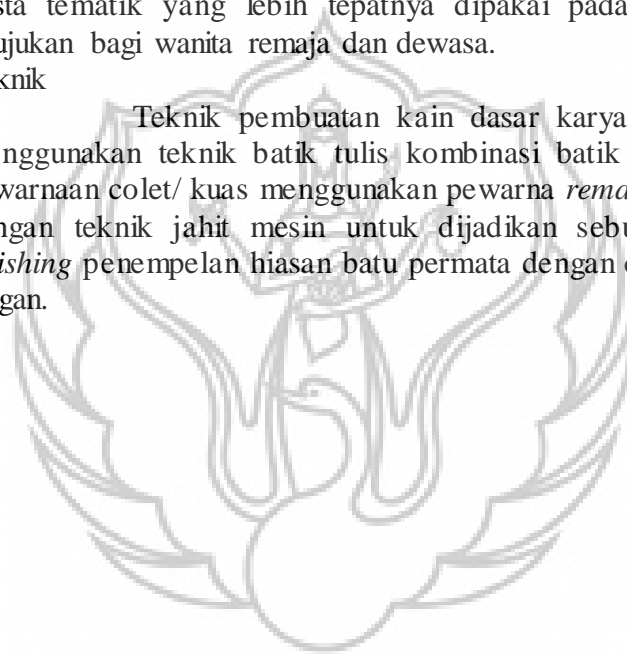 sta tematik yang lebih tepatnya dipakai pada
ujukan bagi wanita remaja dan dewasa.
knik
Teknik pembuatan kain dasar karya
nggunakan teknik batik tulis kombinasi batik
warnaan colet/ kuas menggunakan pewarna rema
ngan teknik jahit mesin untuk dijadikan sebu
ishing penempelan hiasan batu permata dengan
gan.